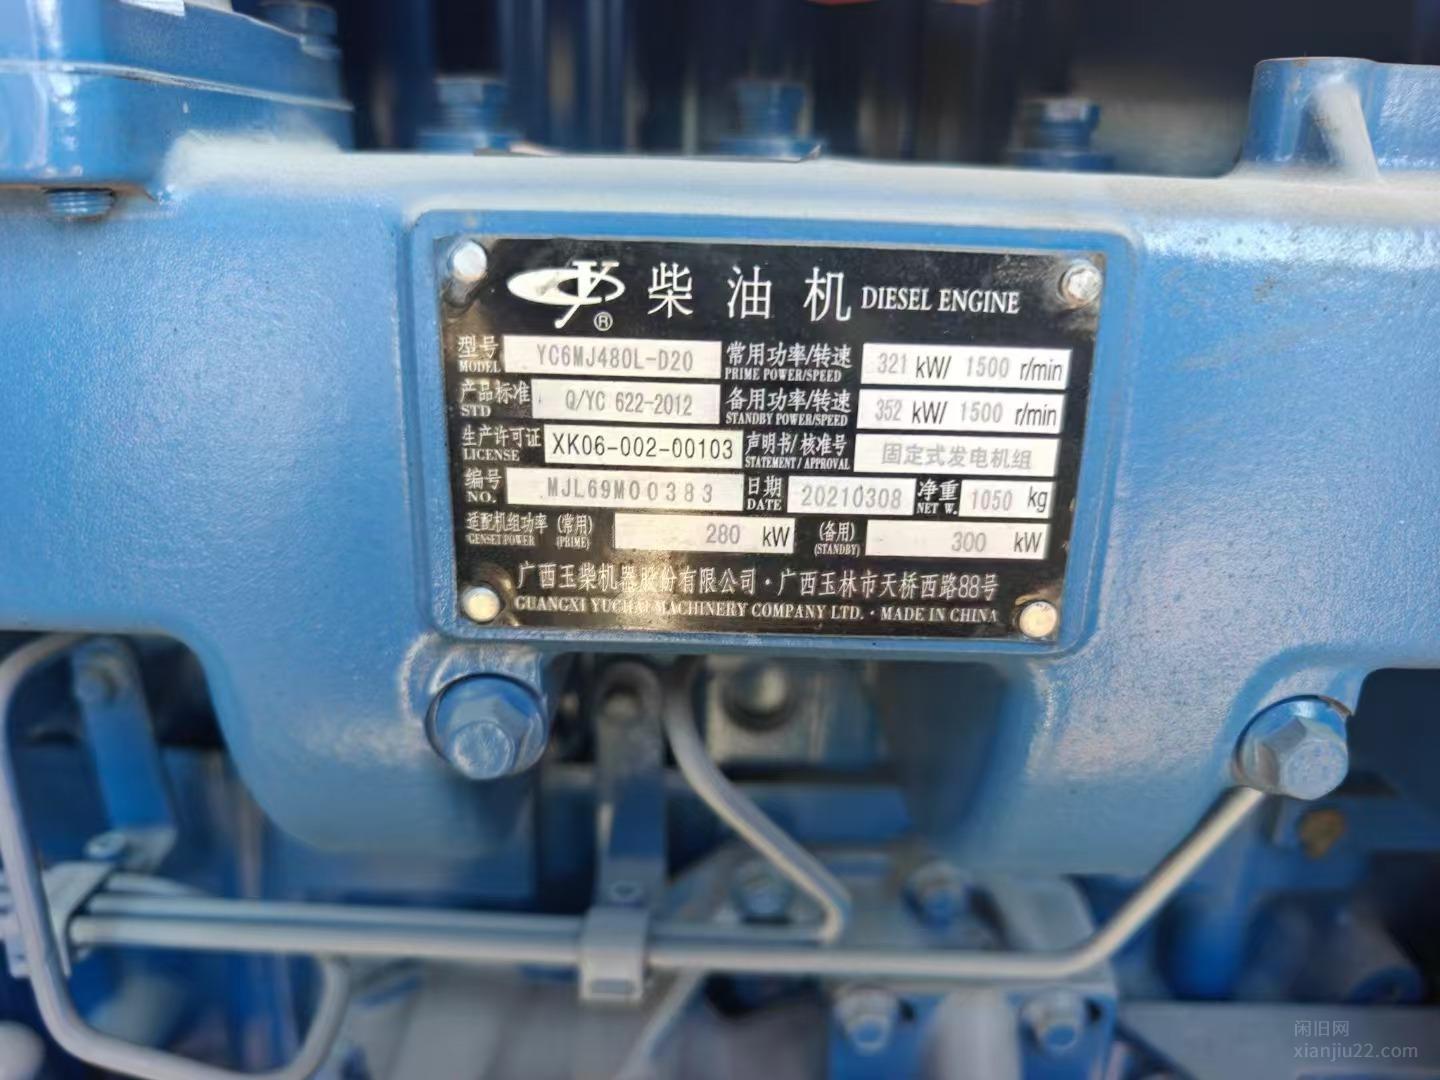 柴油机 DIESEL ENGINE
®
型号 YC6MJ480L-D20 常用功率/转速 321 kW/ 1500 r/min
MODEL PRIME POWER/SPEED
产品标准 Q/YC 622-2012 备用功率/转速 352 kW/ 1500 r/min
STD STANDBY POWER/SPEED
生产许可证 XK06-002-00103 声明书/核准号 固定式发电机组
LICENSE STATEMENT/APPROVAL
编号 MJL69M00383 日期 20210308 净重 1050 kg
NO. DATE NET W.
适配机组功率 (常用) 280 kW (备用) 300 kW
GENSET POWER (PRIME) (STANDBY)
广西玉柴机器股份有限公司·广西玉林市天桥西路88号
GUANGXI YUCHAI MACHINERY COMPANY LTD. · MADE IN CHINA
闲旧网
xianjiu22.com